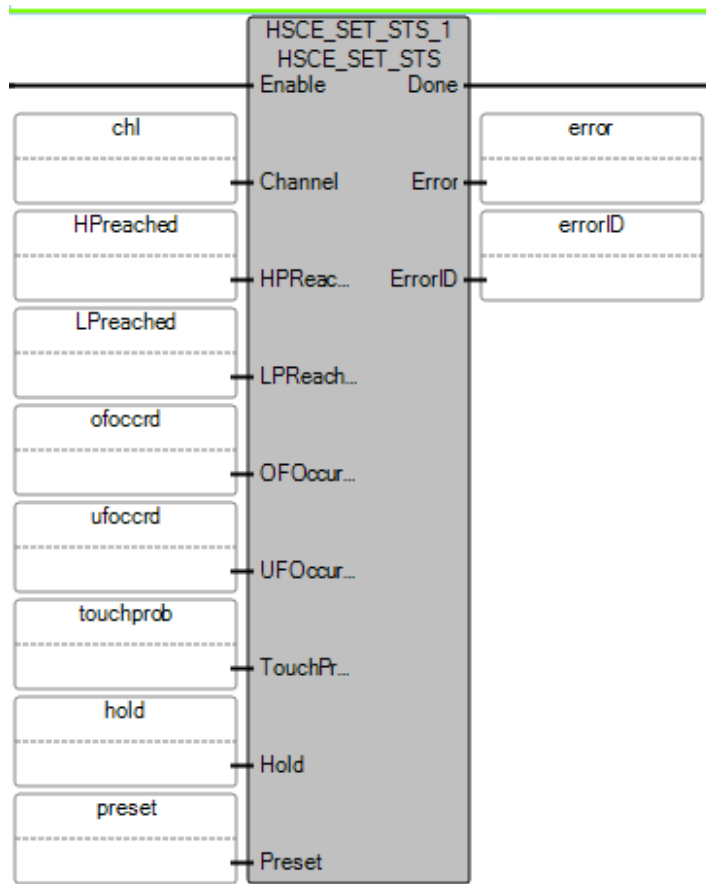 HSCE_SET_STS_1
HSCE_SET_STS
Enable Done
chl error
Channel Error
HPreached errorID
HPReac... ErrorID
LPreached
LPReach...
ofoccrd
OFOccur...
ufoccrd
UFOccur...
touchprob
TouchPr...
hold
Hold
preset
Preset